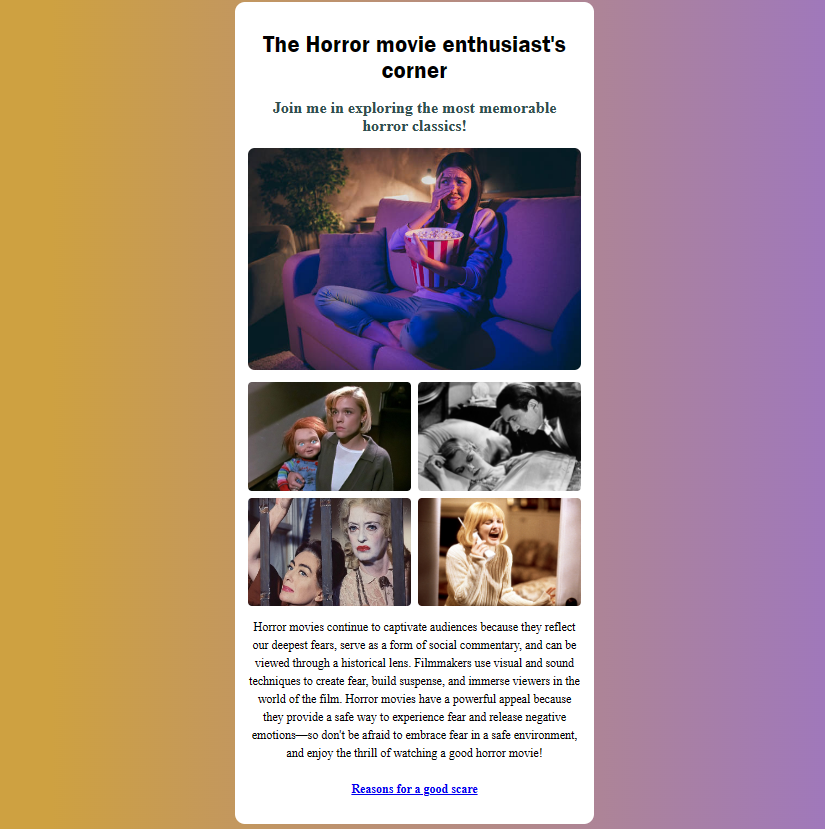 The Horror movie enthusiast's
corner
Join me in exploring the most memorable
horror classics!
Horror movies continue to captivate audiences because they reflect
our deepest fears, serve as a form of social commentary, and can be
viewed through a historical lens. Filmmakers use visual and sound
techniques to create fear, build suspense, and immerse viewers in the
world of the film. Horror movies have a powerful appeal because
they provide a safe way to experience fear and release negative
emotions—so don't be afraid to embrace fear in a safe environment,
and enjoy the thrill of watching a good horror movie!
Reasons for a good scare